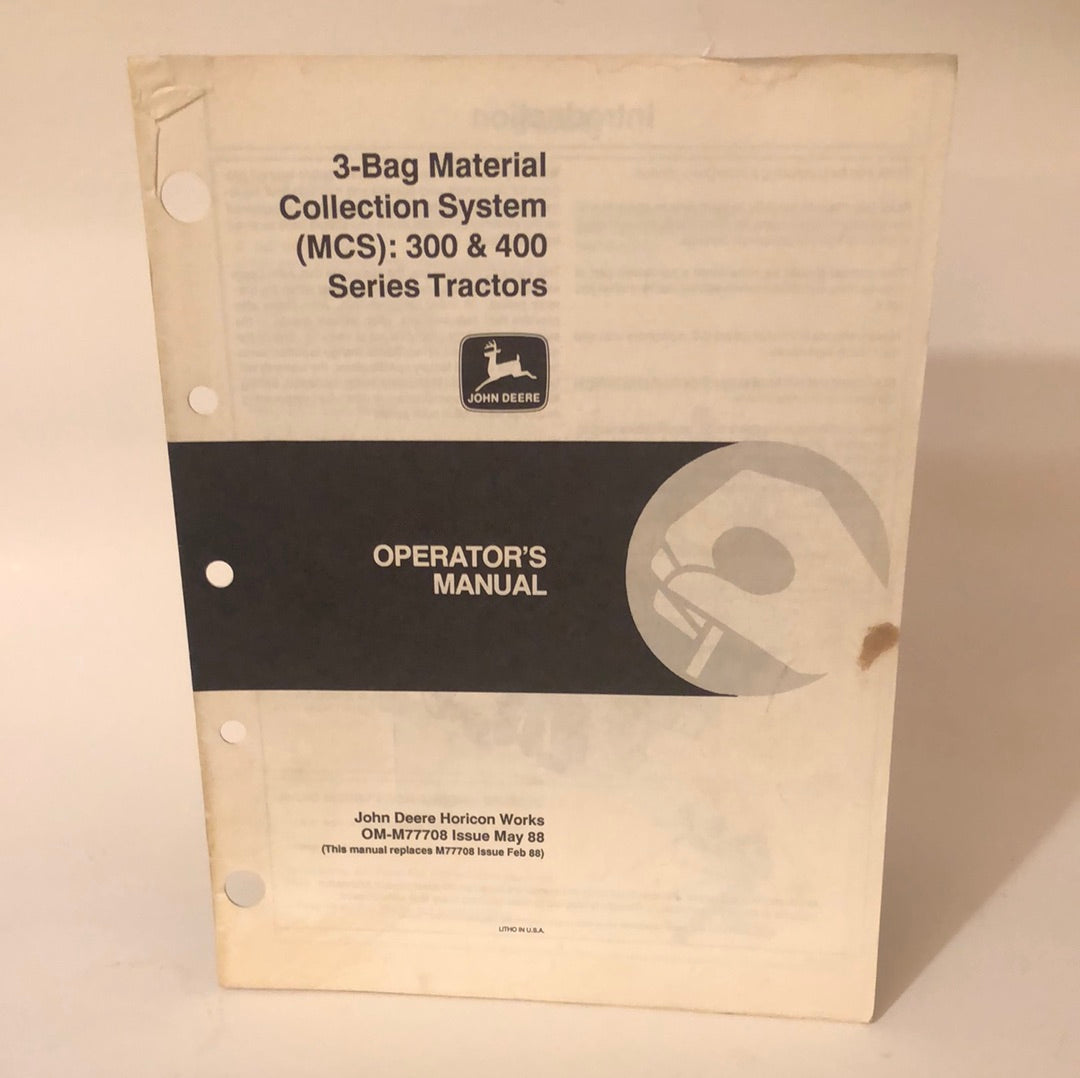 Introduction
3-Bag Material
Collection System
(MCS): 300 & 400
Series Tractors
JOHN DEERE
OPERATOR'S
MANUAL
John Deere Horicon Works
OM-M77708 Issue May 88
(This manual replaces M77708 Issue Feb 88)
LITHO IN U.S.A.